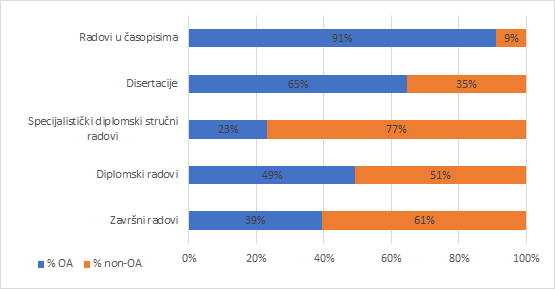 Radovi u časopisima 91% 9%
Disertacije 65% 35%
Specijalistički diplomski stručni
radovi 23% 77%
Diplomski radovi 49% 51%
Završni radovi 39% 61%
0% 20% 40% 60% 80% 100%
% OA % non-OA